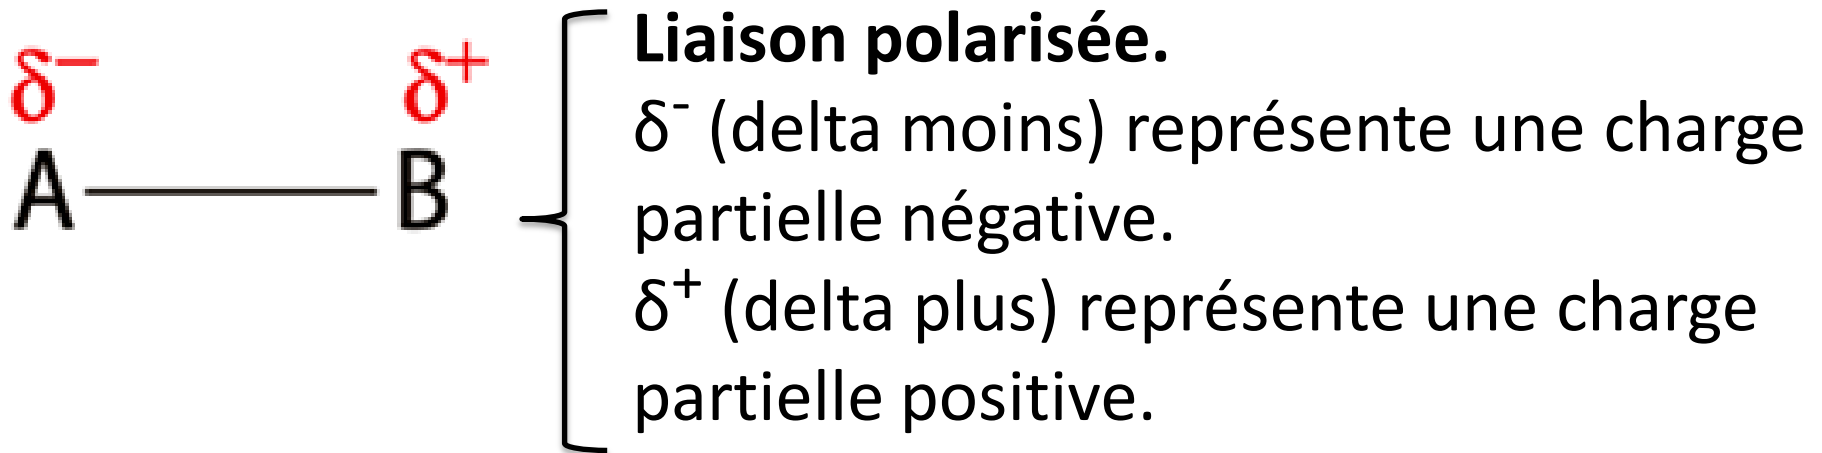 δ⁻ δ⁺
A B
Liaison polarisée.
δ⁻ (delta moins) représente une charge
partielle négative.
δ⁺ (delta plus) représente une charge
partielle positive.